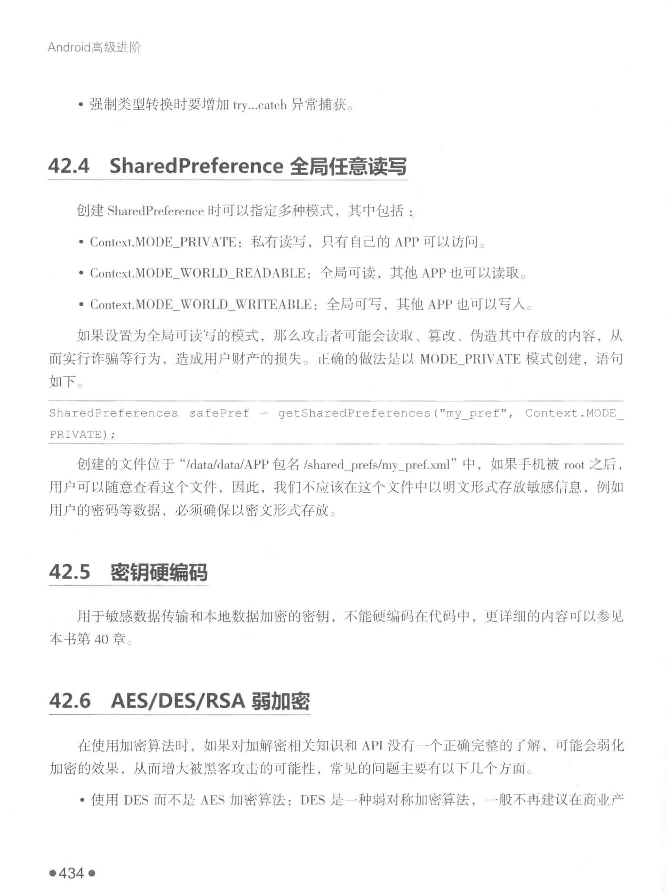 Android高级进阶
• 强制类型转换时要增加 try...catch 异常捕获。
42.4 SharedPreference 全局任意读写
创建 SharedPreference 时可以指定多种模式，其中包括：
• Context.MODE_PRIVATE：私有读写，只有自己的 APP 可以访问。
• Context.MODE_WORLD_READABLE：全局可读，其他 APP 也可以读取。
• Context.MODE_WORLD_WRITEABLE：全局可写，其他 APP 也可以写入。
如果设置为全局可读写的模式，那么攻击者可能会读取、篡改、伪造其中存放的内容，从
而实行诈骗等行为，造成用户财产的损失。正确的做法是以 MODE_PRIVATE 模式创建，语句
如下。
SharedPreferences safePref = getSharedPreferences("my_pref", Context.MODE_
PRIVATE);
创建的文件位于 “/data/data/APP 包名 /shared_prefs/my_pref.xml” 中，如果手机被 root 之后，
用户可以随意查看这个文件，因此，我们不应该在这个文件中以明文形式存放敏感信息，例如
用户的密码等数据，必须确保以密文形式存放。
42.5 密钥硬编码
用于敏感数据传输和本地数据加密的密钥，不能硬编码在代码中，更详细的内容可以参见
本书第 40 章。
42.6 AES/DES/RSA 弱加密
在使用加密算法时，如果对加解密相关知识和 API 没有一个正确完整的了解，可能会弱化
加密的效果，从而增大被黑客攻击的可能性，常见的问题主要有以下几个方面。
• 使用 DES 而不是 AES 加密算法：DES 是一种弱对称加密算法，一般不再建议在商业产
●434●